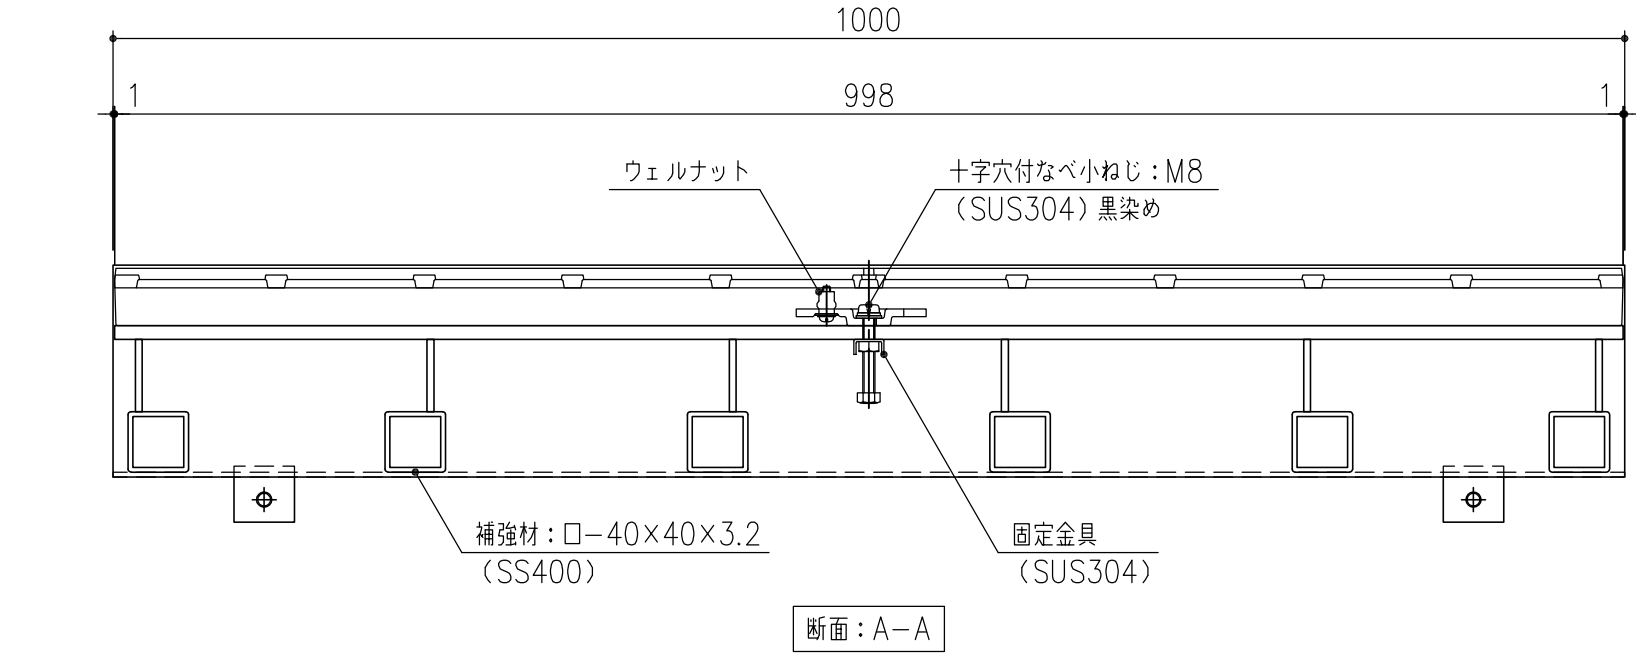 1000
1 998 1
ウェルナット
十字穴付なべ小ねじ：M8
（SUS304）黒染め
補強材：□−40×40×3.2
（SS400）
固定金具
（SUS304）
断面：A−A